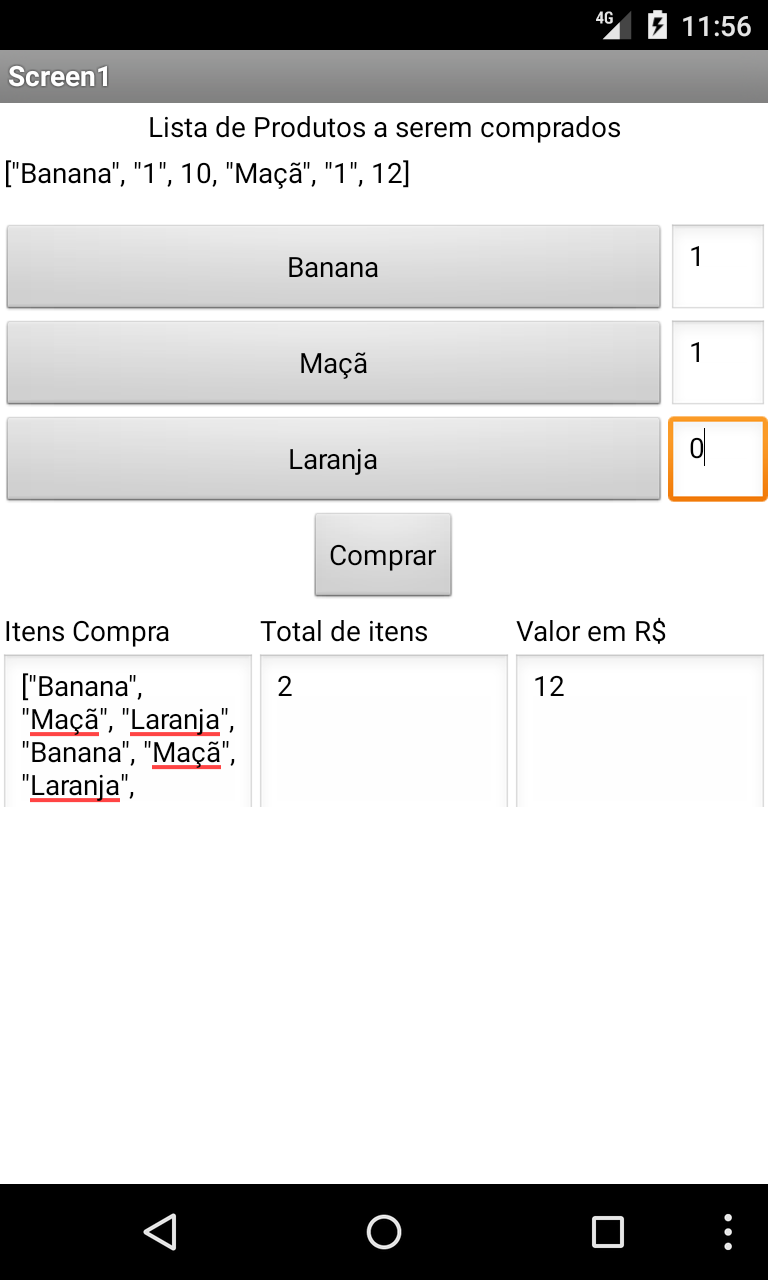 4G 11:56
Screen1
Lista de Produtos a serem comprados
["Banana", "1", 10, "Maçã", "1", 12]
Banana 1
Maçã 1
Laranja 0
Comprar
Itens Compra Total de itens Valor em R$
["Banana", 2 12
"Maçã", "Laranja",
"Banana", "Maçã",
"Laranja",